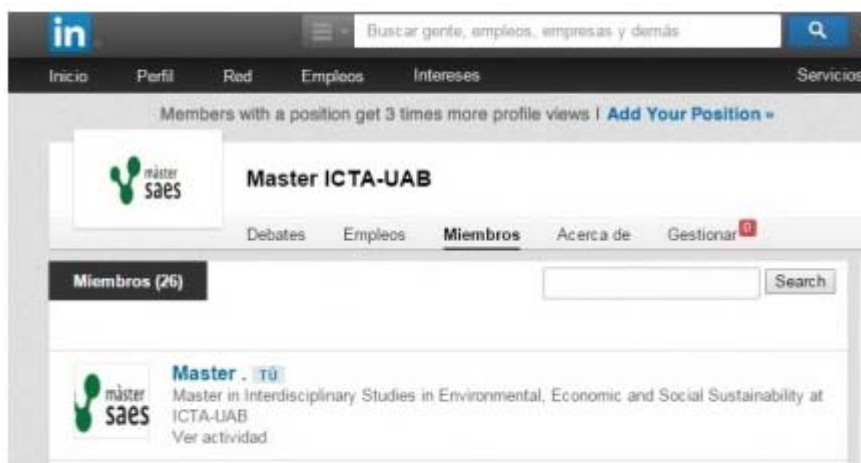 in
Buscar gente, empleos, empresas y demás
Inicio Perfil Red Empleos Intereses Servicios
Members with a position get 3 times more profile views | Add Your Position »
màster
saes
Master ICTA-UAB
Debates Empleos Miembros Acerca de Gestionar 0
Miembros (26) Search
màster
saes
Master . TÚ
Master in Interdisciplinary Studies in Environmental, Economic and Social Sustainability at
ICTA-UAB
Ver actividad